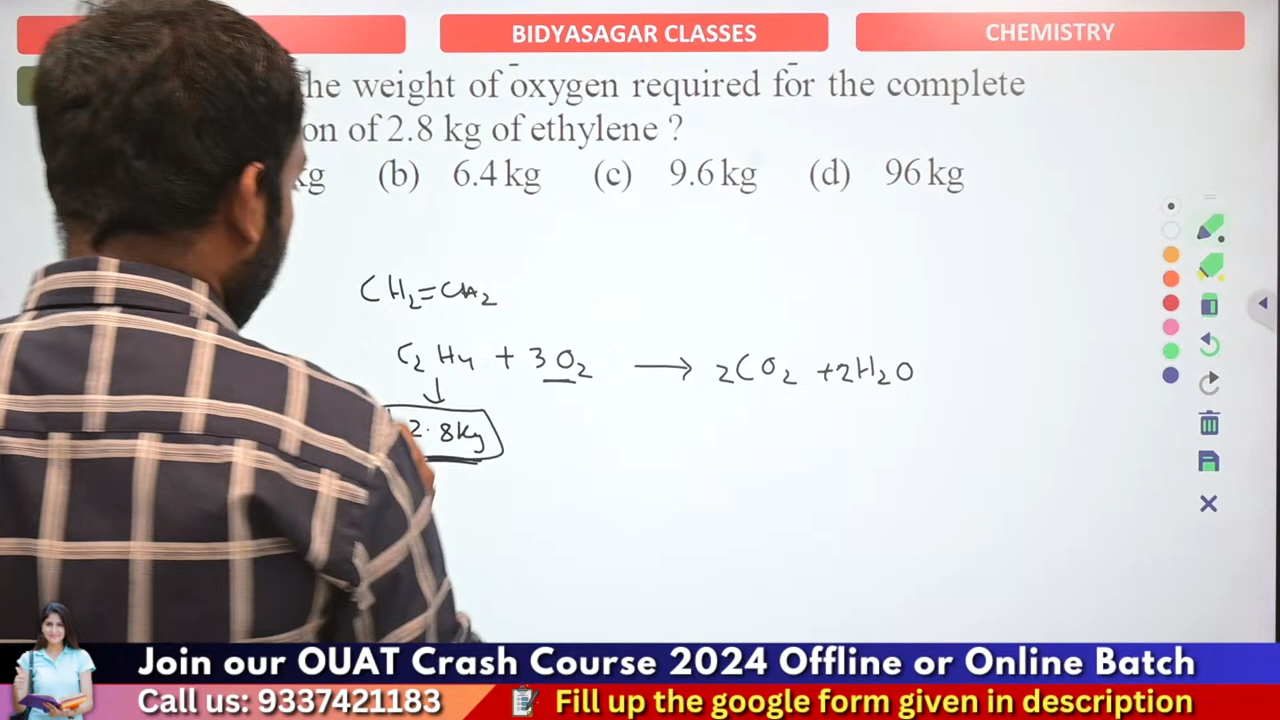 BIDYASAGAR CLASSES
CHEMISTRY
the weight of oxygen required for the complete
on of 2.8 kg of ethylene ?
kg (b) 6.4 kg (c) 9.6 kg (d) 96 kg
CH₂=CH₂
C₂H₄ + 3O₂ → 2CO₂ + 2H₂O
2.8 kg
Join our OUAT Crash Course 2024 Offline or Online Batch
Call us: 9337421183 Fill up the google form given in description